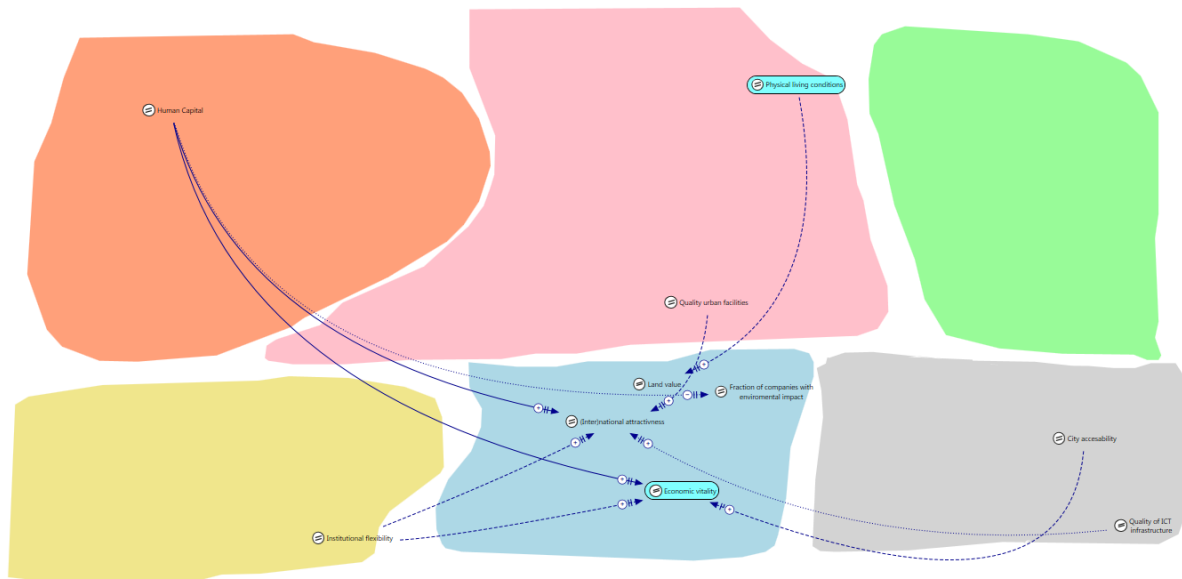 Physical living conditions
Human Capital
Quality urban facilities
Land value
Fraction of companies with
enviromental impact
(Inter)national attractivness
City accesability
Economic vitality
Quality of ICT
infrastructure
Institutional flexibility